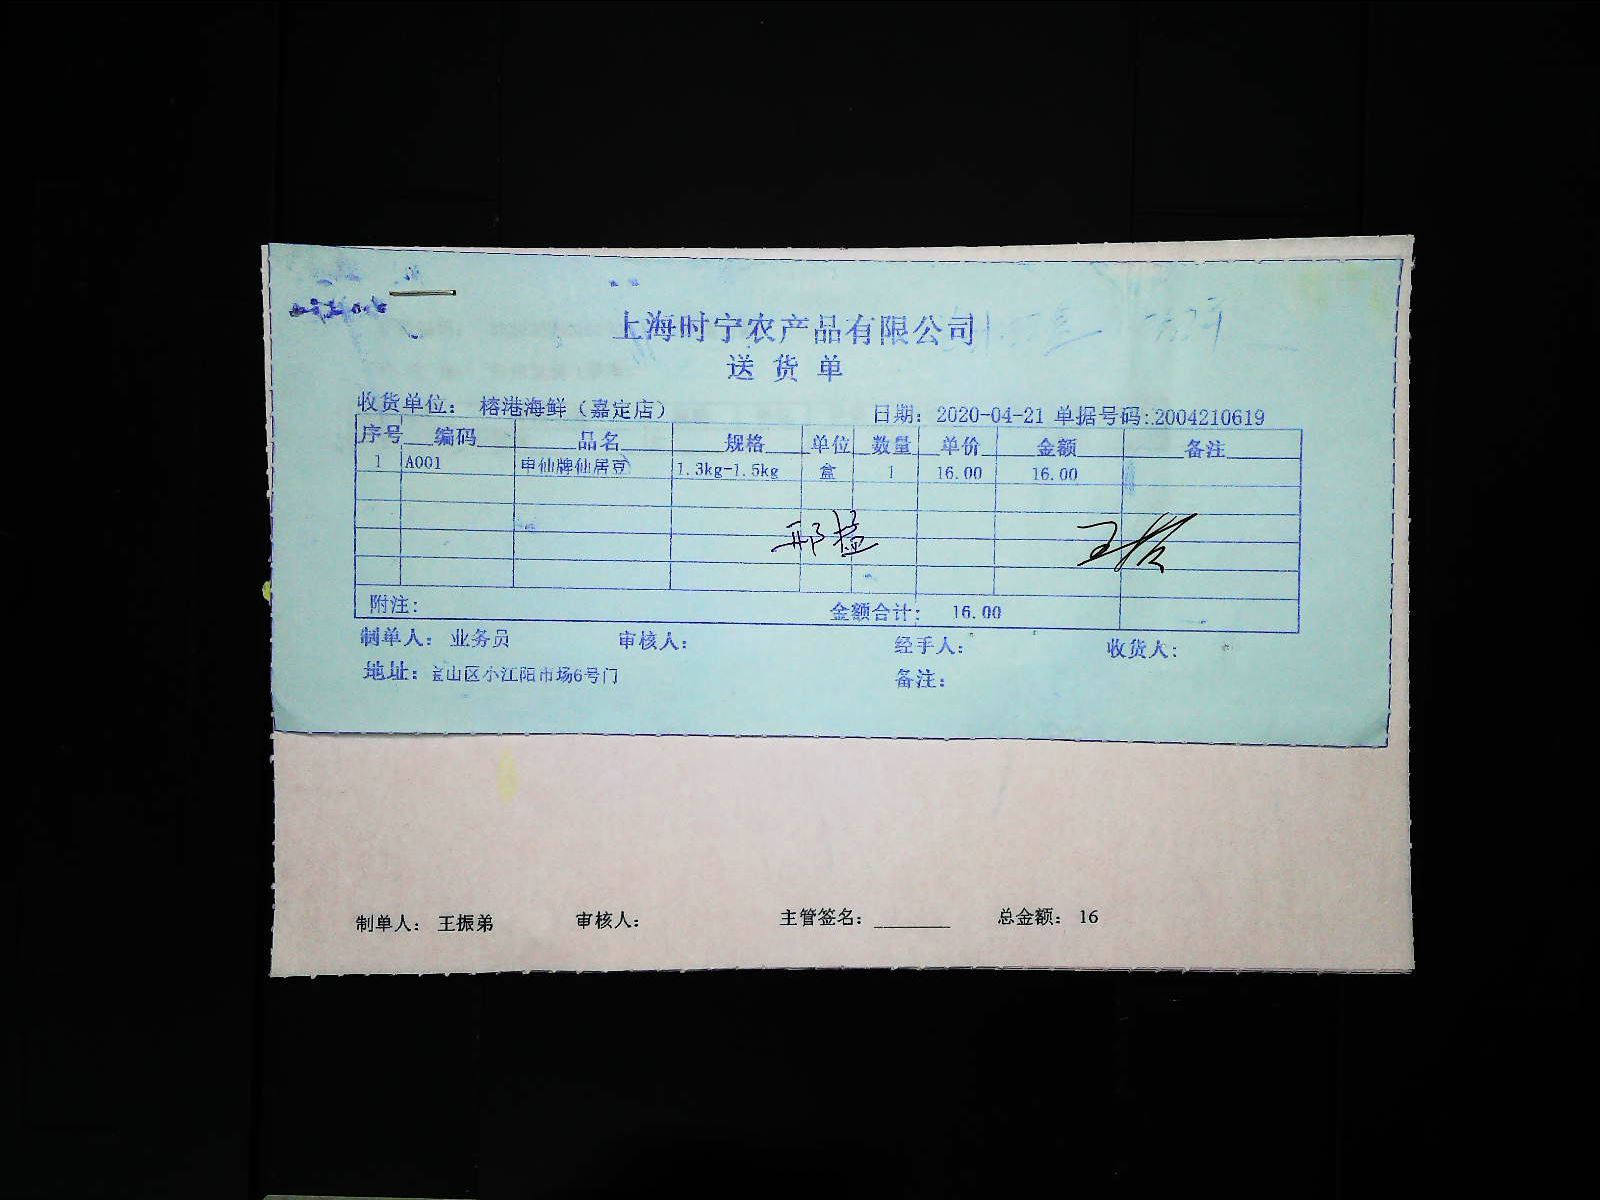 上海时宁农产品有限公司
送货单
收货单位： 榕港海鲜（嘉定店） 日期： 2020-04-21 单据号码：2004210619
序号 编码 品名 规格 单位 数量 单价 金额 备注
1 A001 申仙牌仙居豆 1.3kg-1.5kg 盒 1 16.00 16.00
附注： 金额合计： 16.00
制单人： 业务员 审核人： 经手人： 收货人：
地址：宝山区小江阳市场6号门 备注：
制单人： 王振弟 审核人： 主管签名：________ 总金额： 16